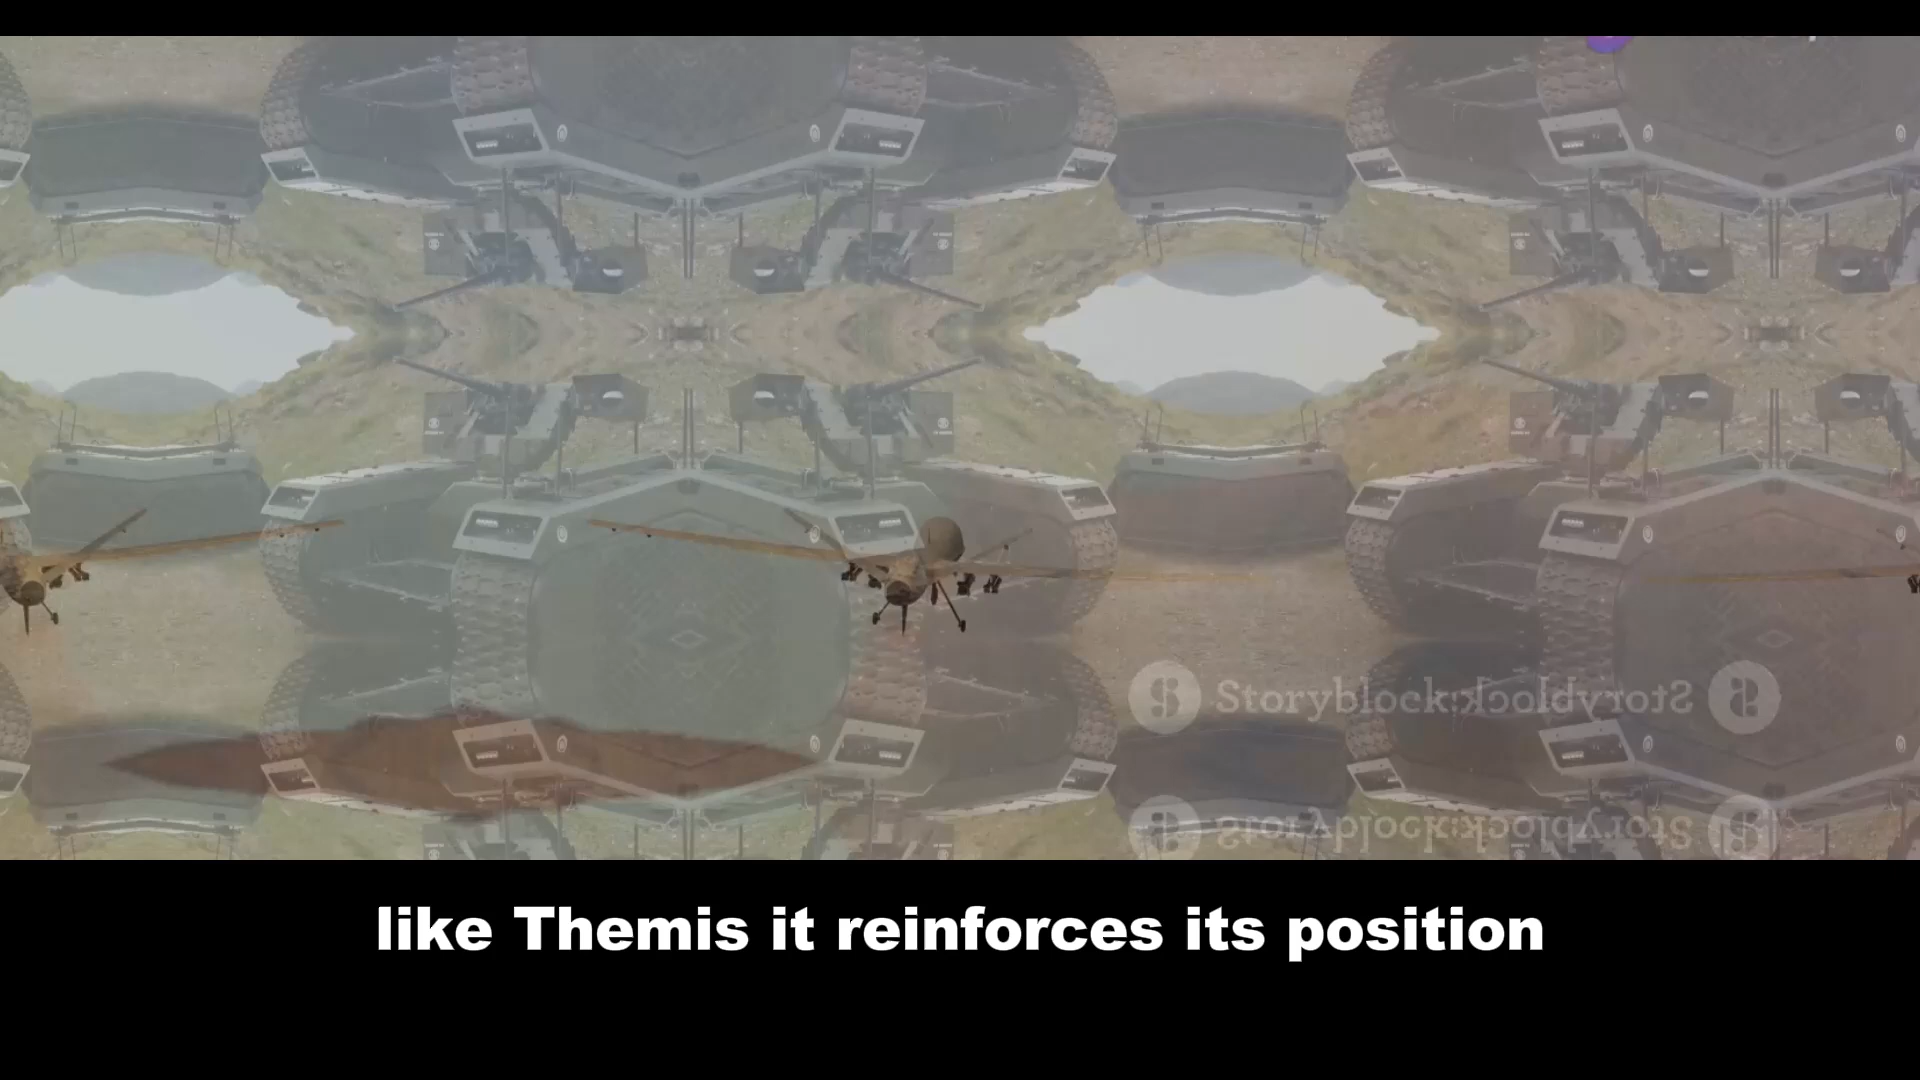 Storyblock:
like Themis it reinforces its position